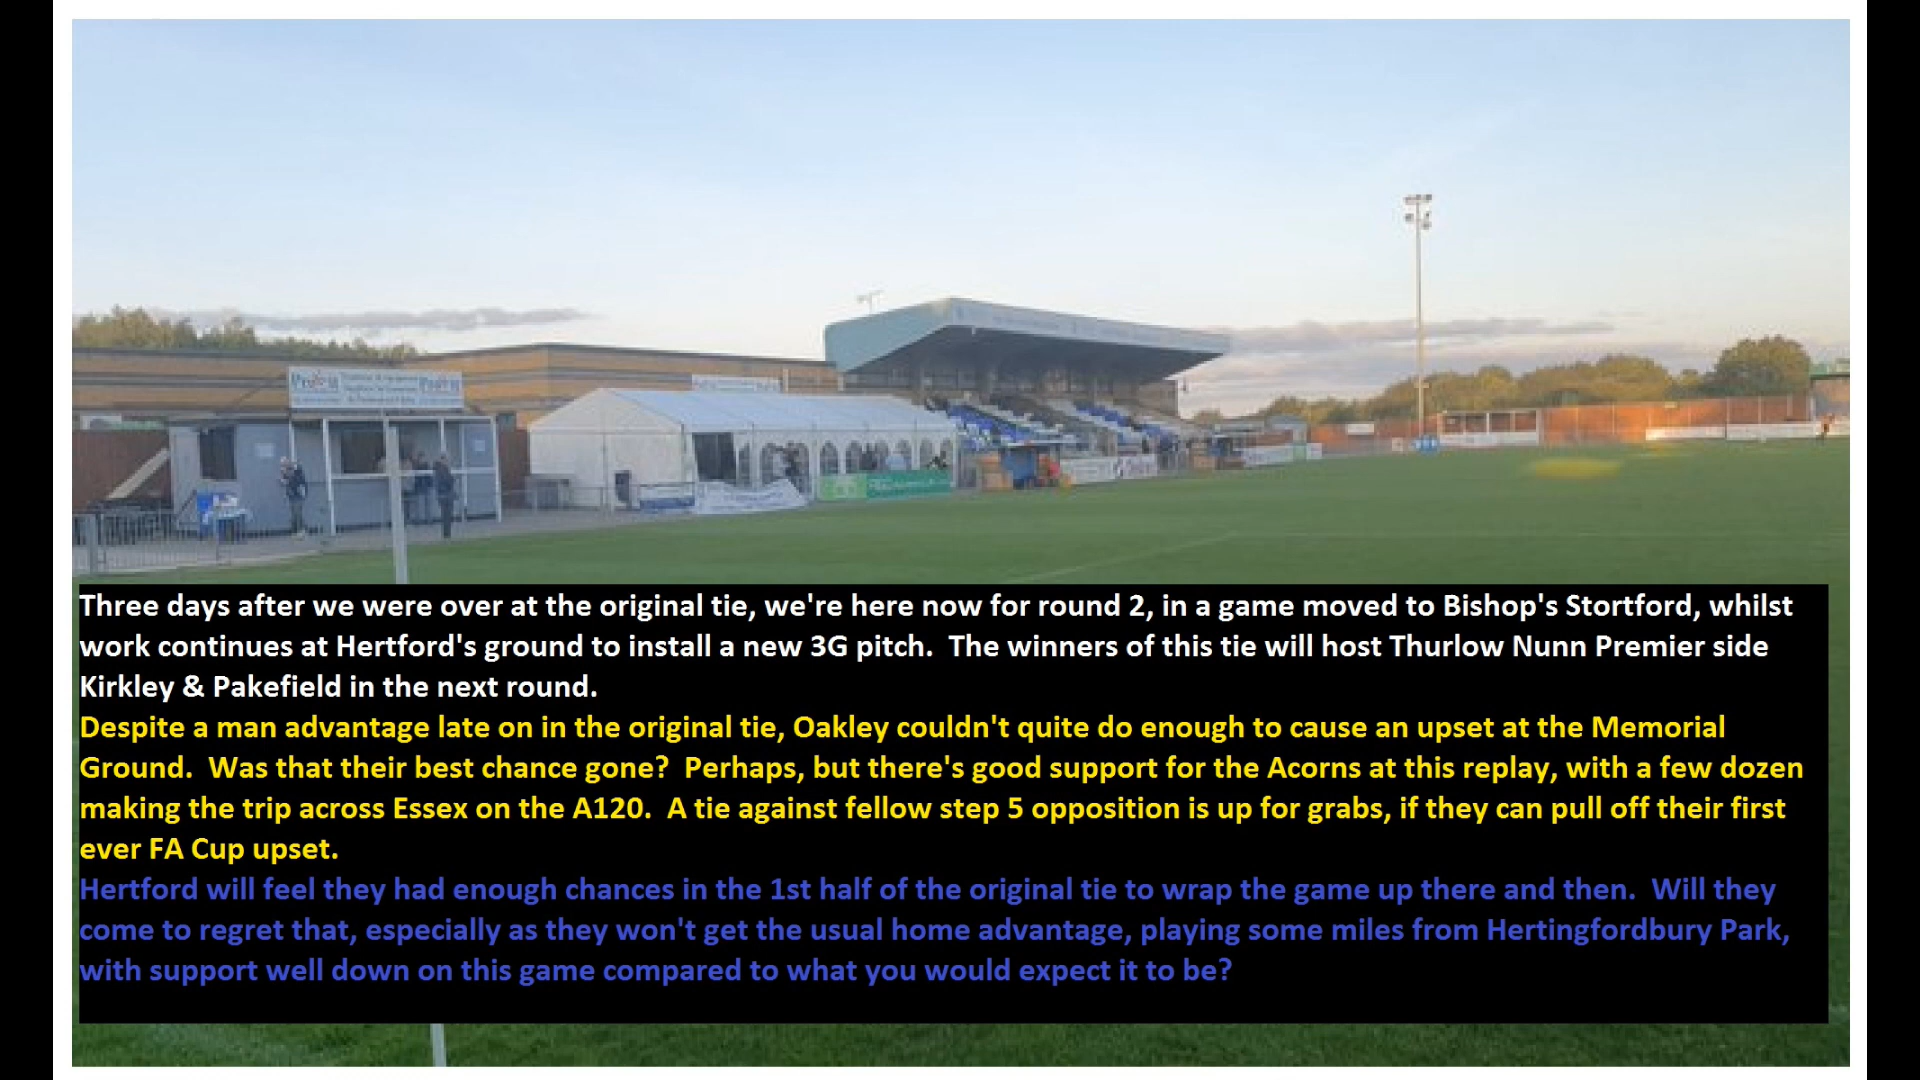 Three days after we were over at the original tie, we're here now for round 2, in a game moved to Bishop's Stortford, whilst
work continues at Hertford's ground to install a new 3G pitch.  The winners of this tie will host Thurlow Nunn Premier side
Kirkley & Pakefield in the next round.
Despite a man advantage late on in the original tie, Oakley couldn't quite do enough to cause an upset at the Memorial
Ground.  Was that their best chance gone?  Perhaps, but there's good support for the Acorns at this replay, with a few dozen
making the trip across Essex on the A120.  A tie against fellow step 5 opposition is up for grabs, if they can pull off their first
ever FA Cup upset.
Hertford will feel they had enough chances in the 1st half of the original tie to wrap the game up there and then.  Will they
come to regret that, especially as they won't get the usual home advantage, playing some miles from Hertingfordbury Park,
with support well down on this game compared to what you would expect it to be?